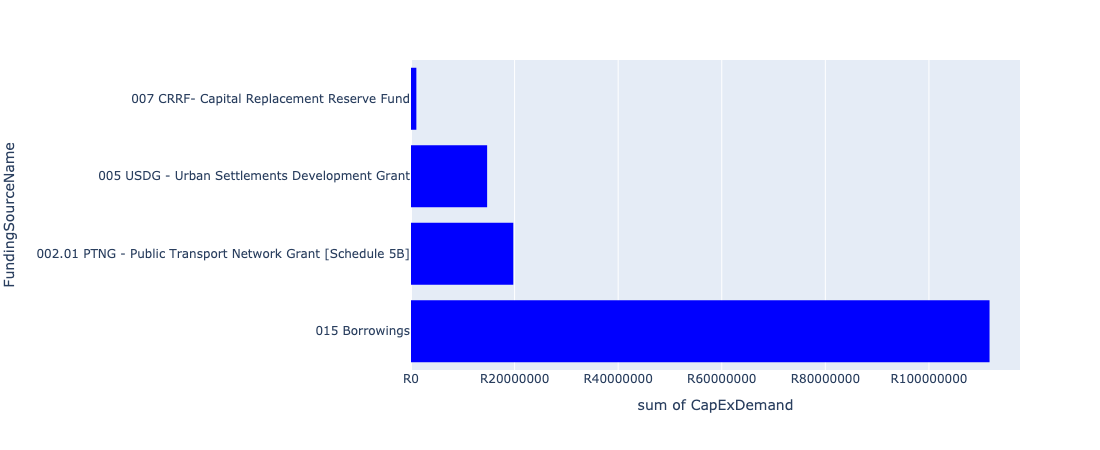 FundingSourceName
007 CRRF- Capital Replacement Reserve Fund
005 USDG - Urban Settlements Development Grant
002.01 PTNG - Public Transport Network Grant [Schedule 5B]
015 Borrowings
R0 R20000000 R40000000 R60000000 R80000000 R100000000
sum of CapExDemand